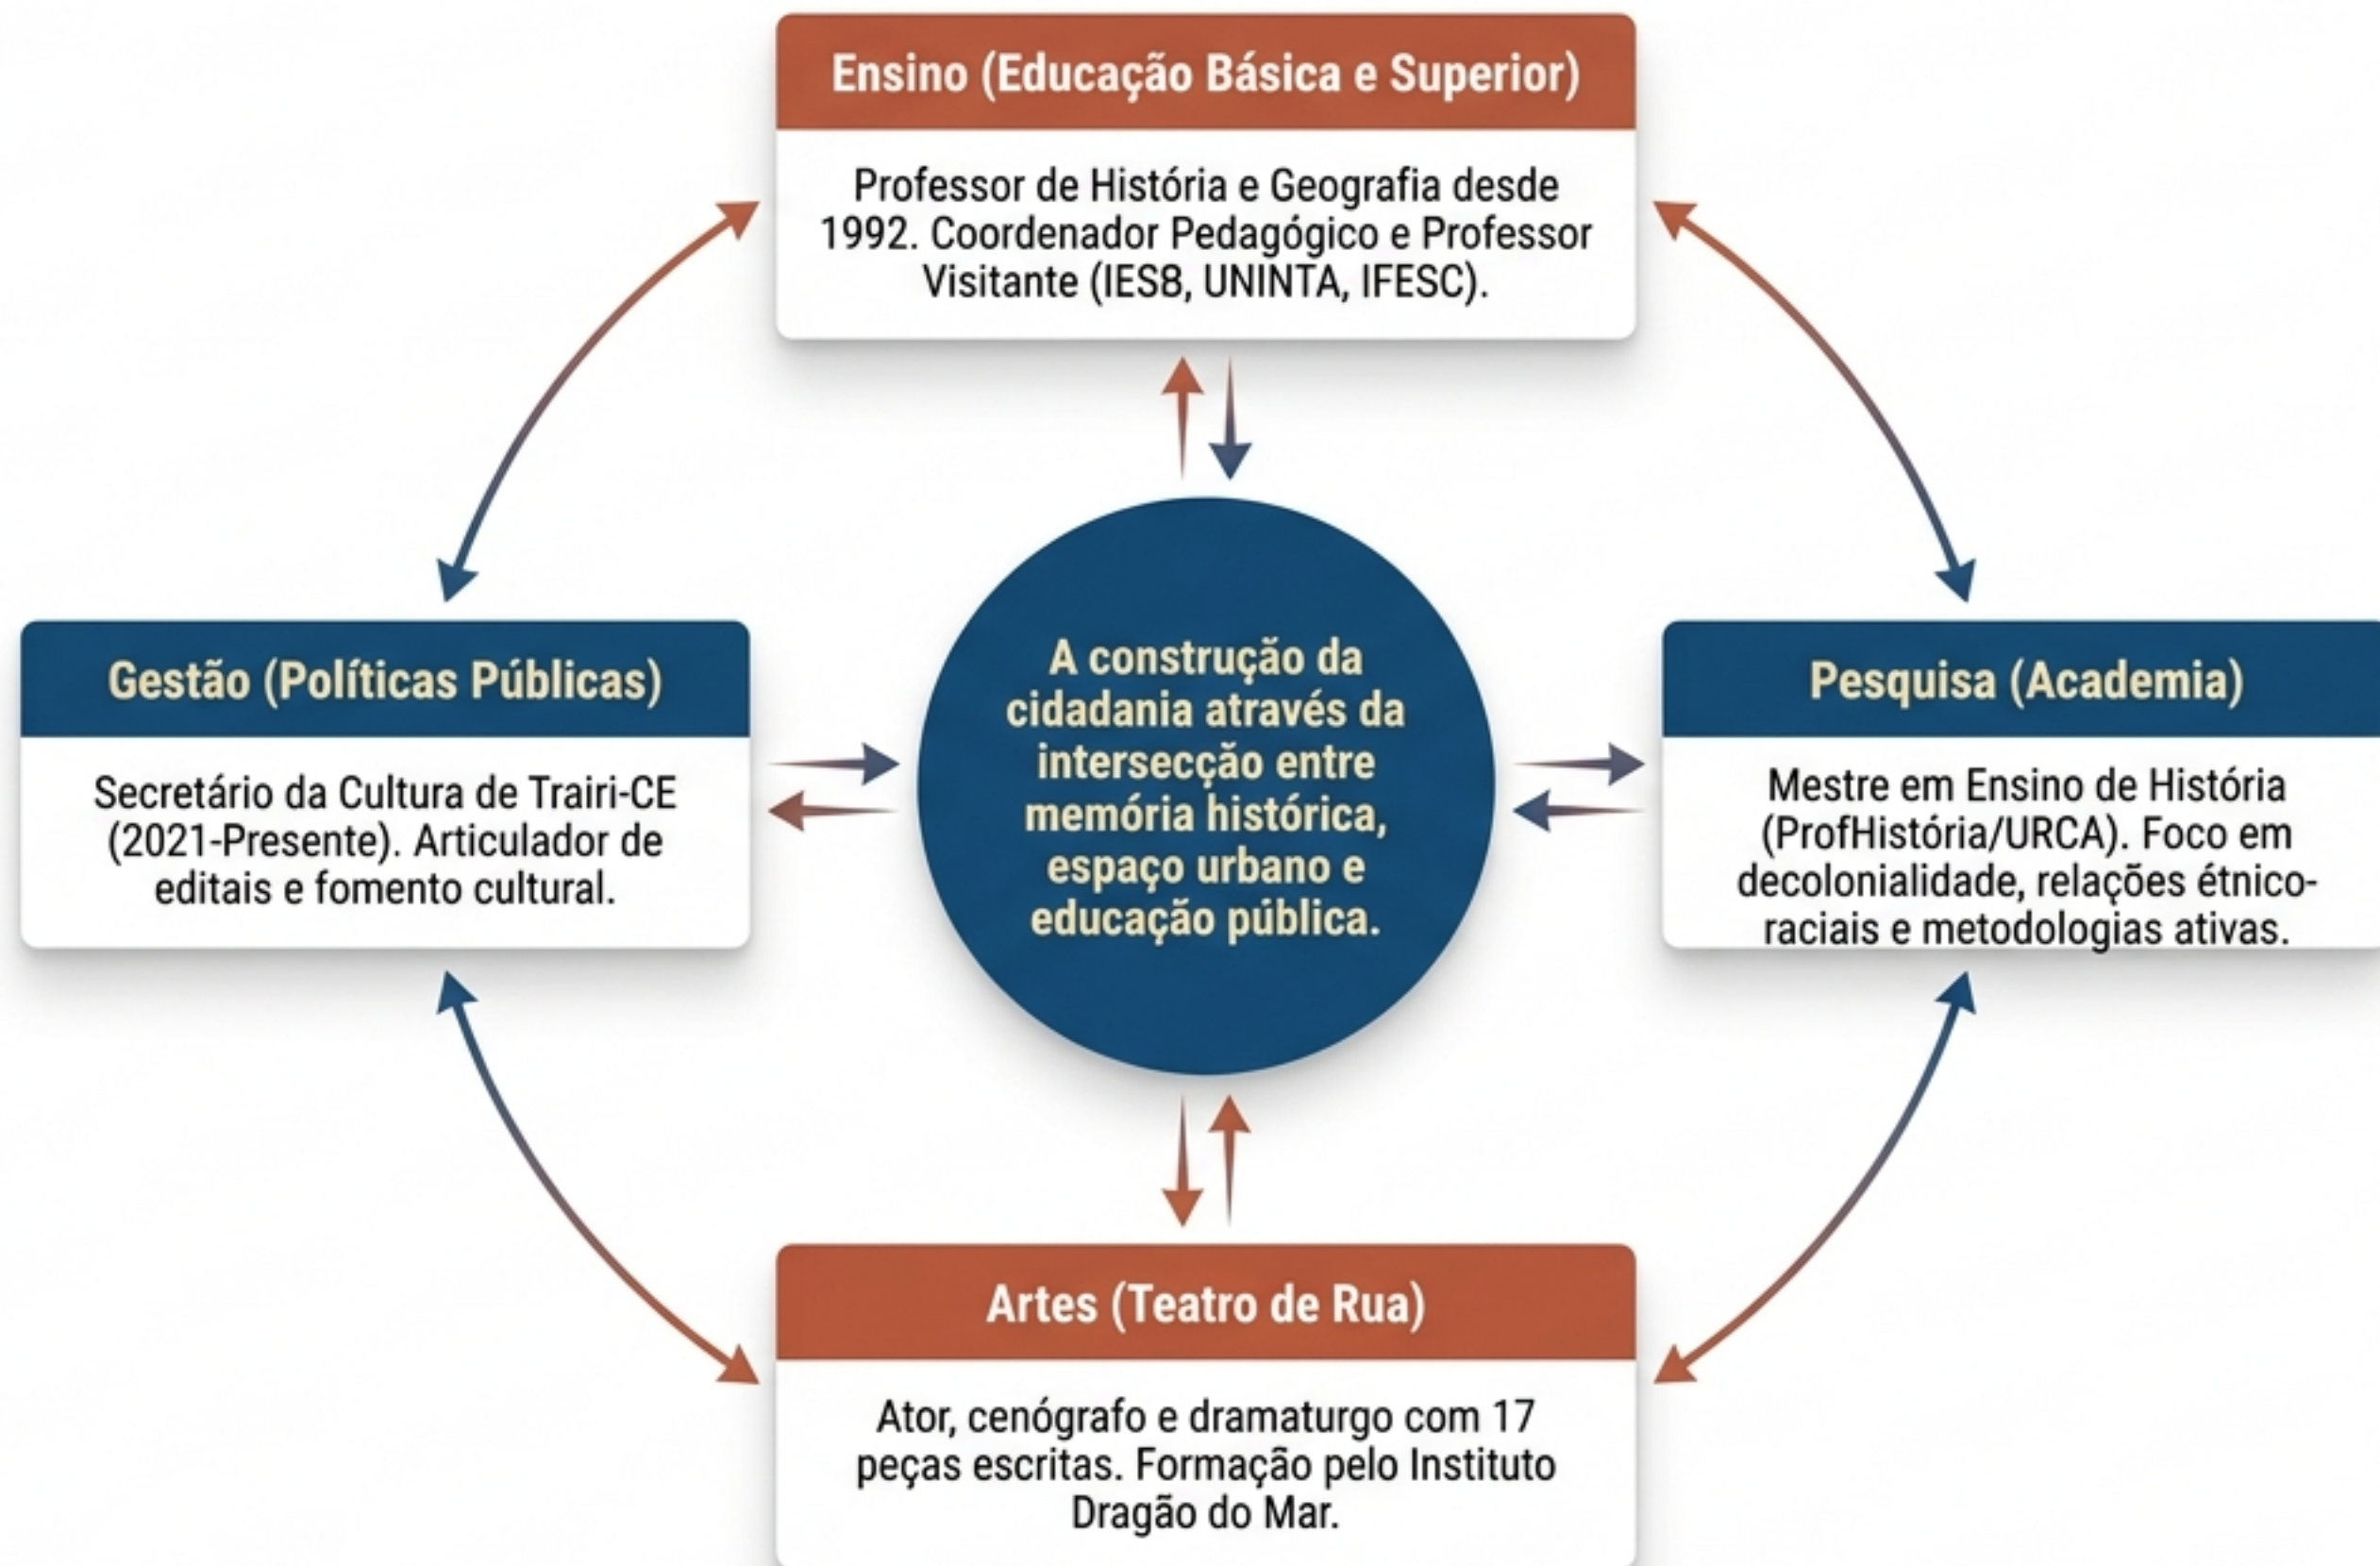 Ensino (Educação Básica e Superior)
Professor de História e Geografia desde
1992. Coordenador Pedagógico e Professor
Visitante (IES8, UNINTA, IFESC).
Gestão (Políticas Públicas)
Secretário da Cultura de Trairi-CE
(2021-Presente). Articulador de
editais e fomento cultural.
A construção da
cidadania através da
intersecção entre
memória histórica,
espaço urbano e
educação pública.
Pesquisa (Academia)
Mestre em Ensino de História
(ProfHistória/URCA). Foco em
decolonialidade, relações étnico-
raciais e metodologias ativas.
Artes (Teatro de Rua)
Ator, cenógrafo e dramaturgo com 17
peças escritas. Formação pelo Instituto
Dragão do Mar.